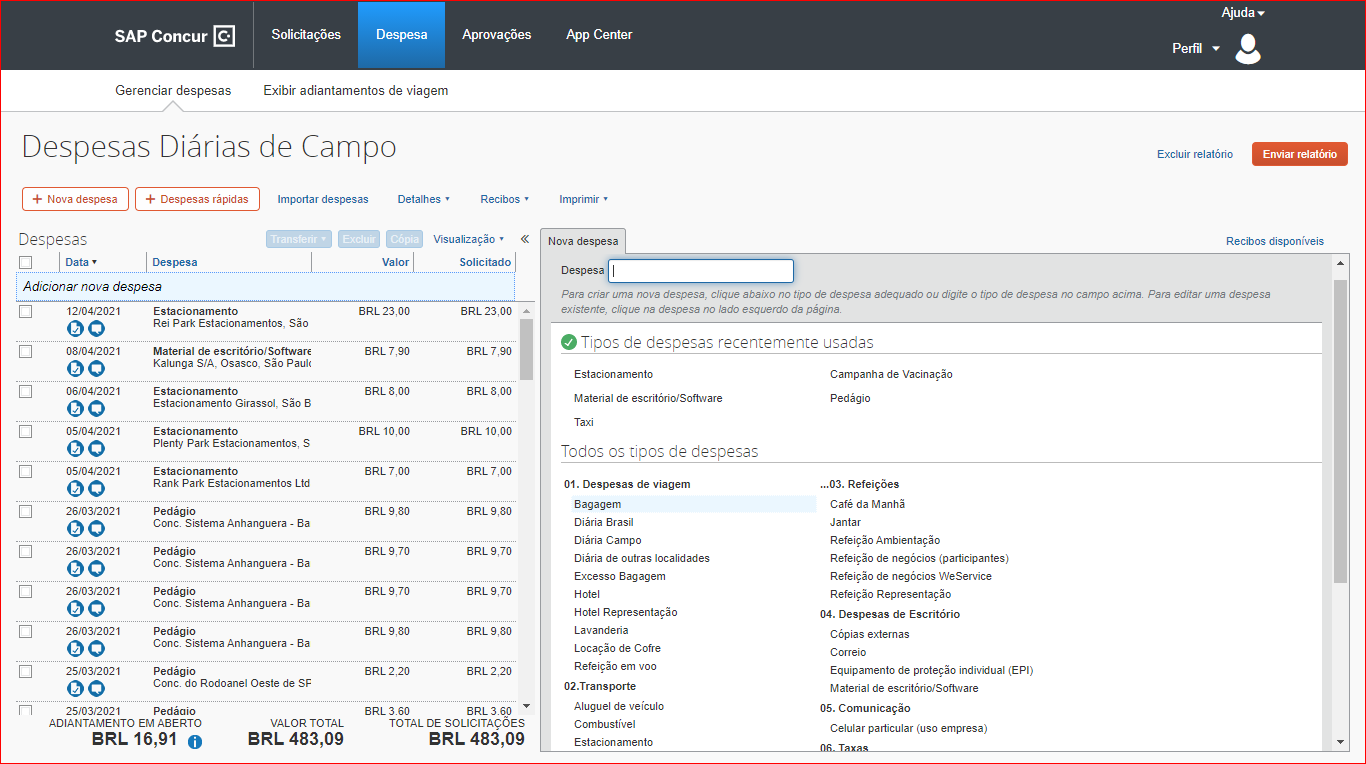 SAP Concur C
Solicitações
Despesa
Aprovações
App Center
Ajuda
Perfil
Gerenciar despesas
Exibir adiantamentos de viagem
Despesas Diárias de Campo
Excluir relatório
Enviar relatório
+ Nova despesa
+ Despesas rápidas
Importar despesas
Detalhes
Recibos
Imprimir
Despesas
Transferir
Excluir
Cópia
Visualização
Data Despesa Valor Solicitado
Adicionar nova despesa
12/04/2021 Estacionamento BRL 23,00 BRL 23,00
Rei Park Estacionamentos, São
08/04/2021 Material de escritório/Software BRL 7,90 BRL 7,90
Kalunga S/A, Osasco, São Paulo
06/04/2021 Estacionamento BRL 8,00 BRL 8,00
Estacionamento Girassol, São B
05/04/2021 Estacionamento BRL 10,00 BRL 10,00
Plenty Park Estacionamentos, S
05/04/2021 Estacionamento BRL 7,00 BRL 7,00
Rank Park Estacionamentos Ltd
26/03/2021 Pedágio BRL 9,80 BRL 9,80
Conc. Sistema Anhanguera - Ba
26/03/2021 Pedágio BRL 9,70 BRL 9,70
Conc. Sistema Anhanguera - Ba
26/03/2021 Pedágio BRL 9,70 BRL 9,70
Conc. Sistema Anhanguera - Ba
26/03/2021 Pedágio BRL 9,80 BRL 9,80
Conc. Sistema Anhanguera - Ba
25/03/2021 Pedágio BRL 2,20 BRL 2,20
Conc. do Rodoanel Oeste de SP
25/03/2021 Pedágio BRL 3,60 BRL 3,60
ADIANTAMENTO EM ABERTO VALOR TOTAL TOTAL DE SOLICITAÇÕES
BRL 16,91 BRL 483,09 BRL 483,09
Nova despesa
Recibos disponíveis
Despesa
Para criar uma nova despesa, clique abaixo no tipo de despesa adequado ou digite o tipo de despesa no campo acima. Para editar uma despesa
existente, clique na despesa no lado esquerdo da página.
Tipos de despesas recentemente usadas
Estacionamento
Material de escritório/Software
Taxi
Campanha de Vacinação
Pedágio
Todos os tipos de despesas
01. Despesas de viagem
Bagagem
Diária Brasil
Diária Campo
Diária de outras localidades
Excesso Bagagem
Hotel
Hotel Representação
Lavanderia
Locação de Cofre
Refeição em voo
02.Transporte
Aluguel de veículo
Combustível
Estacionamento
...03. Refeições
Café da Manhã
Jantar
Refeição Ambientação
Refeição de negócios (participantes)
Refeição de negócios WeService
Refeição Representação
04. Despesas de Escritório
Cópias externas
Correio
Equipamento de proteção individual (EPI)
Material de escritório/Software
05. Comunicação
Celular particular (uso empresa)
06. Taxas